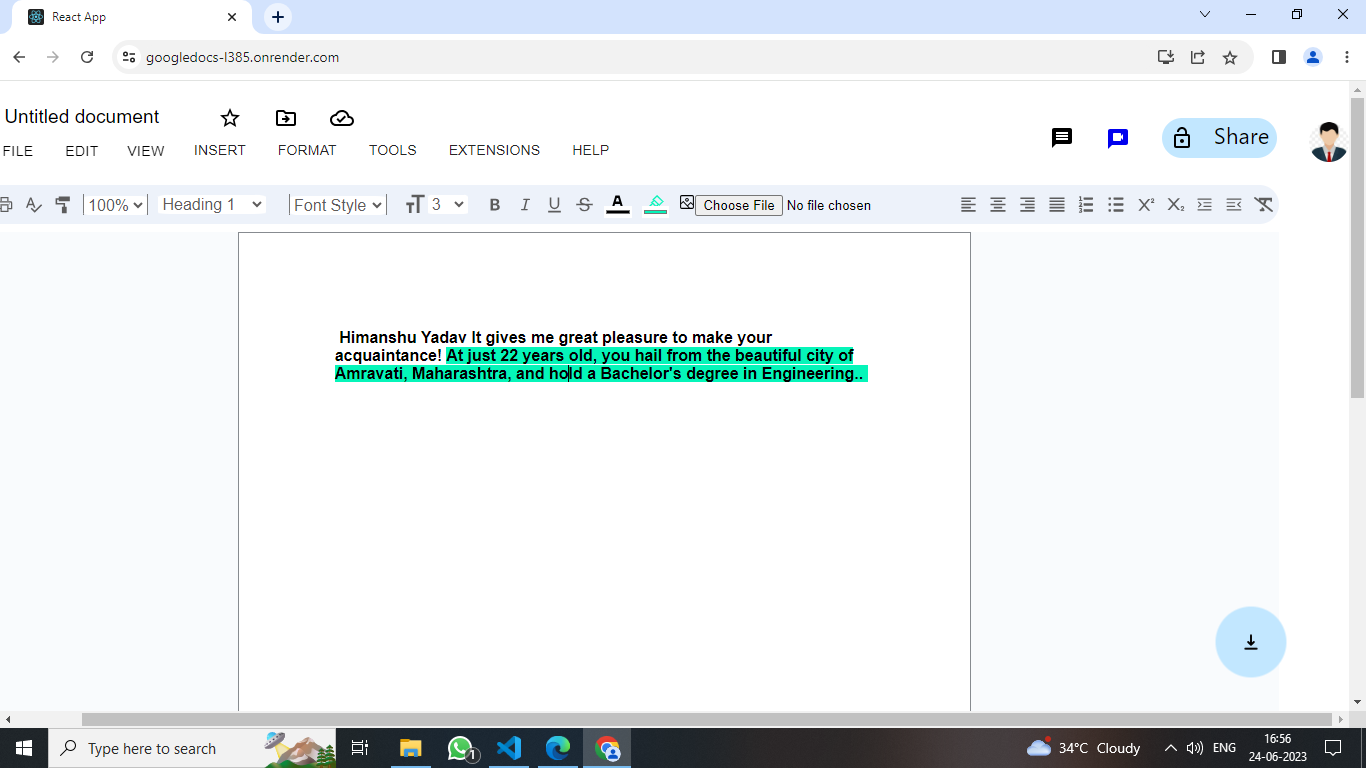 React App
googledocs-l385.onrender.com
Untitled document
FILE EDIT VIEW INSERT FORMAT TOOLS EXTENSIONS HELP
Share
100% Heading 1 Font Style 3 B I U S A Choose File No file chosen
Himanshu Yadav It gives me great pleasure to make your
acquaintance! At just 22 years old, you hail from the beautiful city of
Amravati, Maharashtra, and hold a Bachelor's degree in Engineering..
Type here to search
1
34°C Cloudy
ENG
16:56
24-06-2023